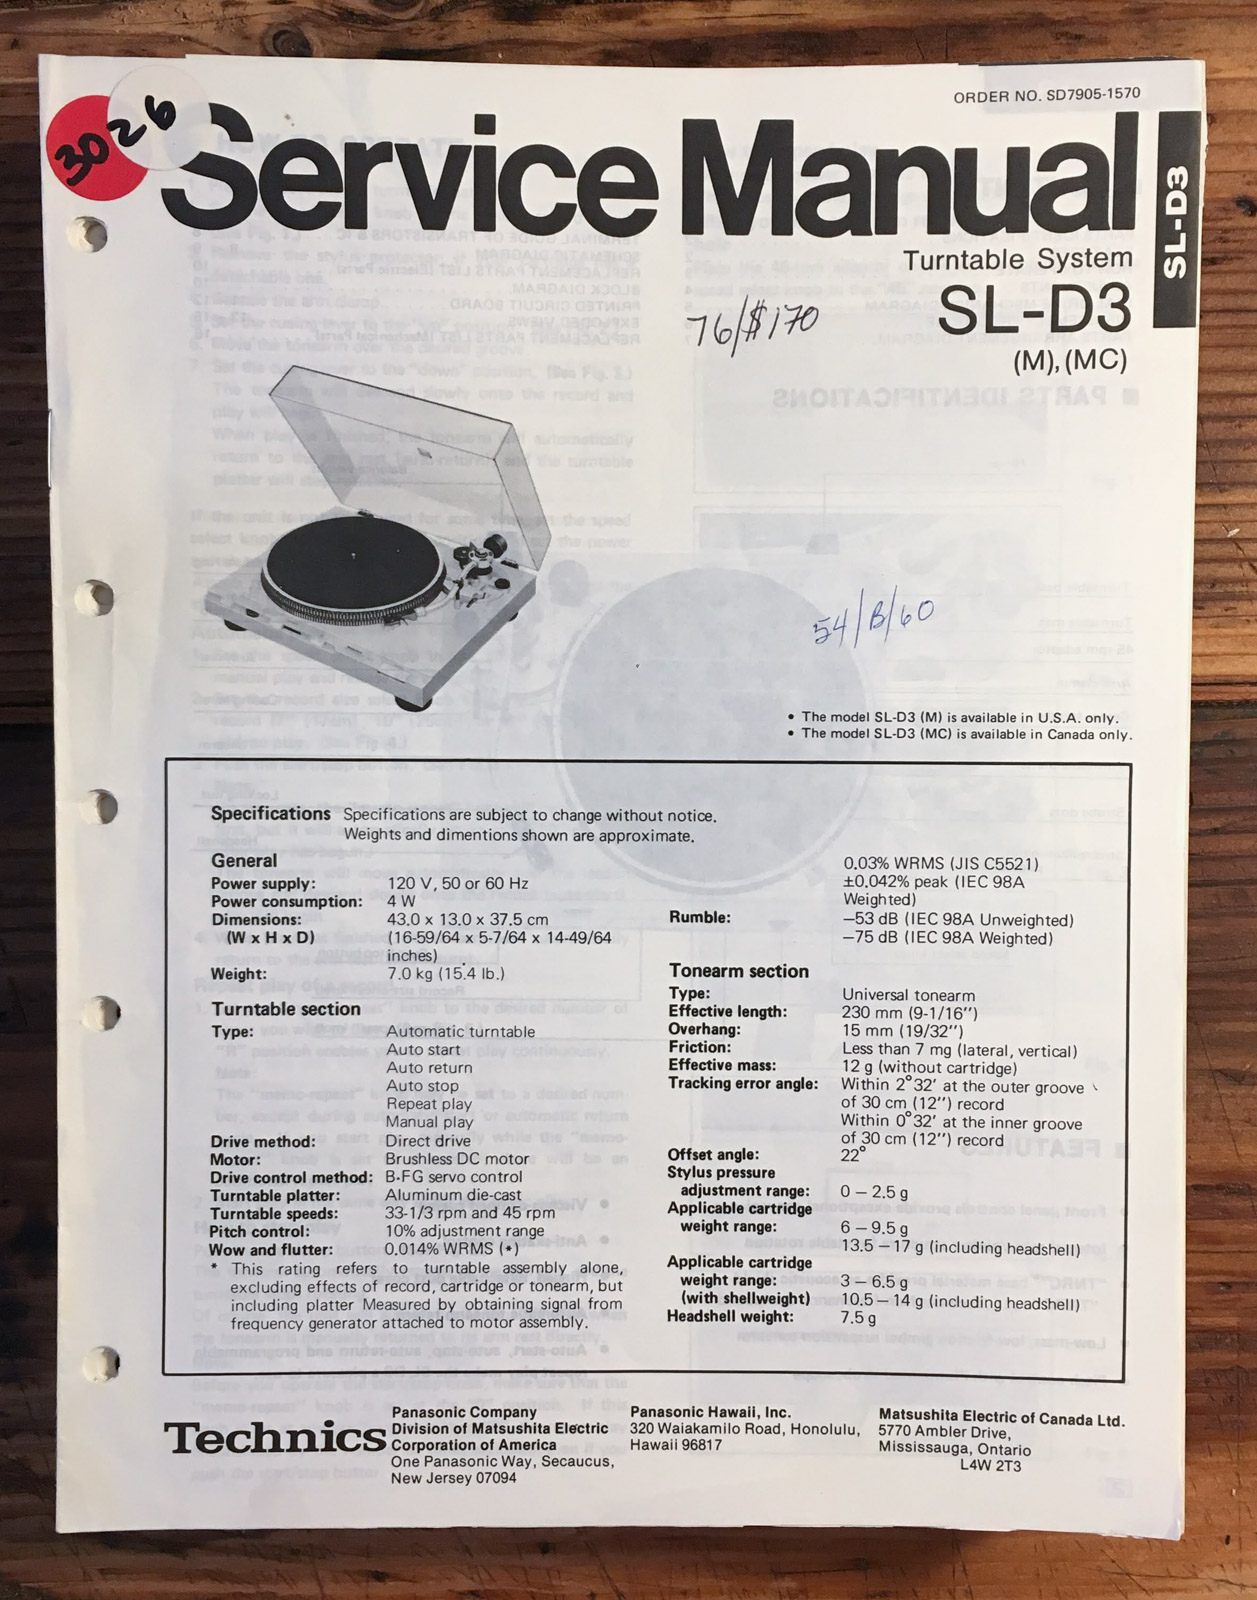 ORDER NO. SD7905-1570
3026
Service Manual
SL-D3
Turntable System
SL-D3
(M), (MC)
76/$170
54/B/60
• The model SL-D3 (M) is available in U.S.A. only.
• The model SL-D3 (MC) is available in Canada only.
Specifications Specifications are subject to change without notice.
Weights and dimentions shown are approximate.
General
Power supply: 120 V, 50 or 60 Hz
Power consumption: 4 W
Dimensions: 43.0 x 13.0 x 37.5 cm
(W x H x D) (16-59/64 x 5-7/64 x 14-49/64
inches)
Weight: 7.0 kg (15.4 lb.)
Turntable section
Type: Automatic turntable
Auto start
Auto return
Auto stop
Repeat play
Manual play
Drive method: Direct drive
Motor: Brushless DC motor
Drive control method: B·FG servo control
Turntable platter: Aluminum die-cast
Turntable speeds: 33-1/3 rpm and 45 rpm
Pitch control: 10% adjustment range
Wow and flutter: 0.014% WRMS (*)
* This rating refers to turntable assembly alone,
excluding effects of record, cartridge or tonearm, but
including platter Measured by obtaining signal from
frequency generator attached to motor assembly.
0.03% WRMS (JIS C5521)
±0.042% peak (IEC 98A
Weighted)
Rumble: −53 dB (IEC 98A Unweighted)
−75 dB (IEC 98A Weighted)
Tonearm section
Type: Universal tonearm
Effective length: 230 mm (9-1/16'')
Overhang: 15 mm (19/32'')
Friction: Less than 7 mg (lateral, vertical)
Effective mass: 12 g (without cartridge)
Tracking error angle: Within 2°32' at the outer groove
of 30 cm (12'') record
Within 0°32' at the inner groove
of 30 cm (12'') record
Offset angle: 22°
Stylus pressure
adjustment range: 0 – 2.5 g
Applicable cartridge
weight range: 6 – 9.5 g
13.5 – 17 g (including headshell)
Applicable cartridge
weight range: 3 – 6.5 g
(with shellweight) 10.5 – 14 g (including headshell)
Headshell weight: 7.5 g
Technics
Panasonic Company
Division of Matsushita Electric
Corporation of America
One Panasonic Way, Secaucus,
New Jersey 07094
Panasonic Hawaii, Inc.
320 Waiakamilo Road, Honolulu,
Hawaii 96817
Matsushita Electric of Canada Ltd.
5770 Ambler Drive,
Mississauga, Ontario
L4W 2T3